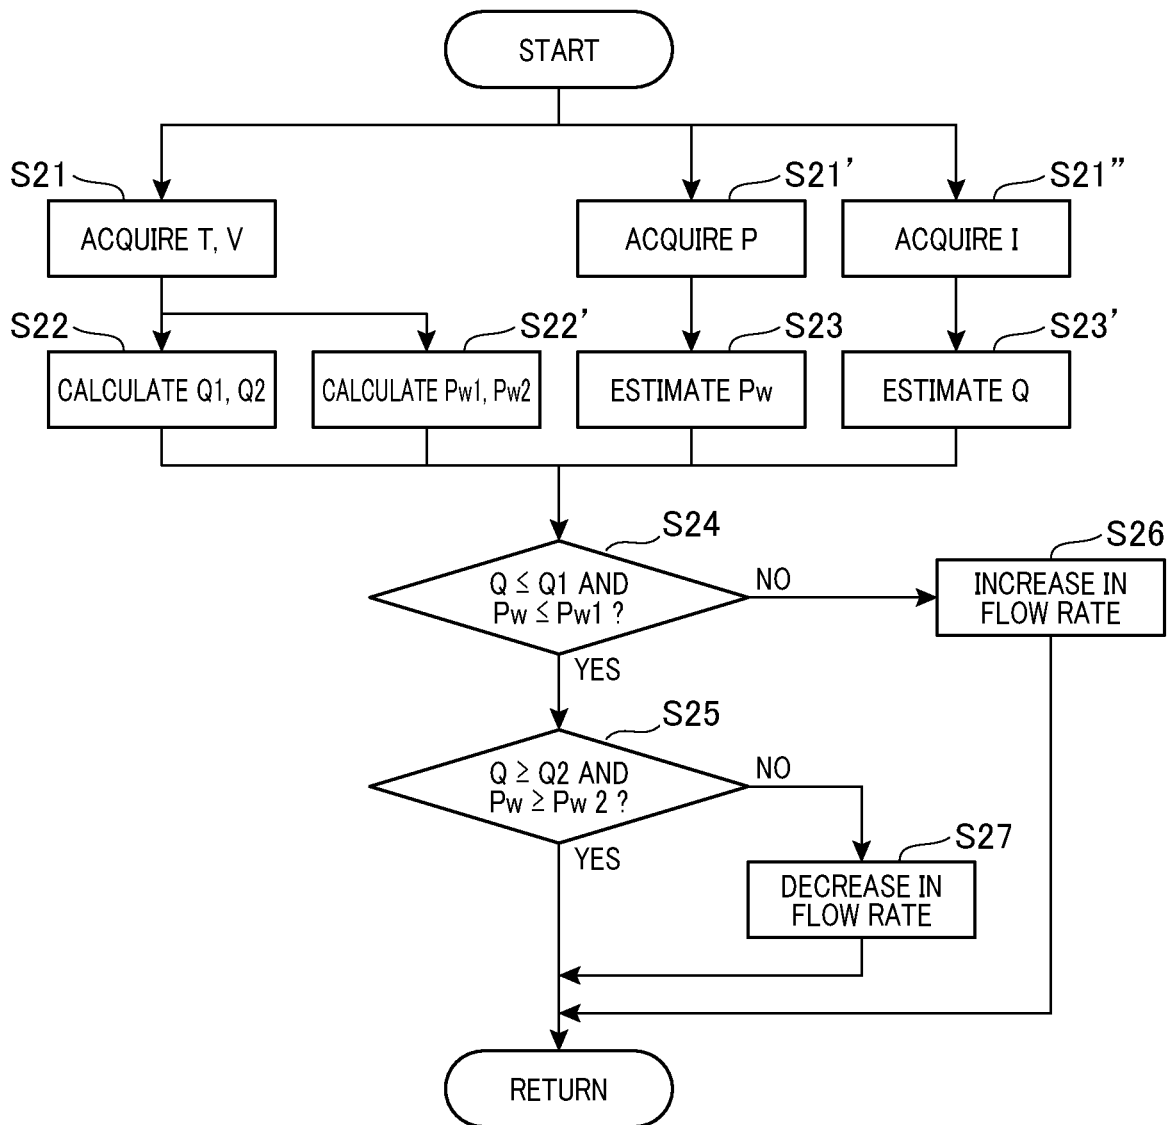 START
S21
S21’
S21”
ACQUIRE T, V
ACQUIRE P
ACQUIRE I
S22
S22’
S23
S23’
CALCULATE Q1, Q2
CALCULATE Pw1, Pw2
ESTIMATE Pw
ESTIMATE Q
S24
Q ≤ Q1 AND
Pw ≤ Pw1 ?
NO
YES
S26
INCREASE IN
FLOW RATE
S25
Q ≥ Q2 AND
Pw ≥ Pw 2 ?
NO
YES
S27
DECREASE IN
FLOW RATE
RETURN